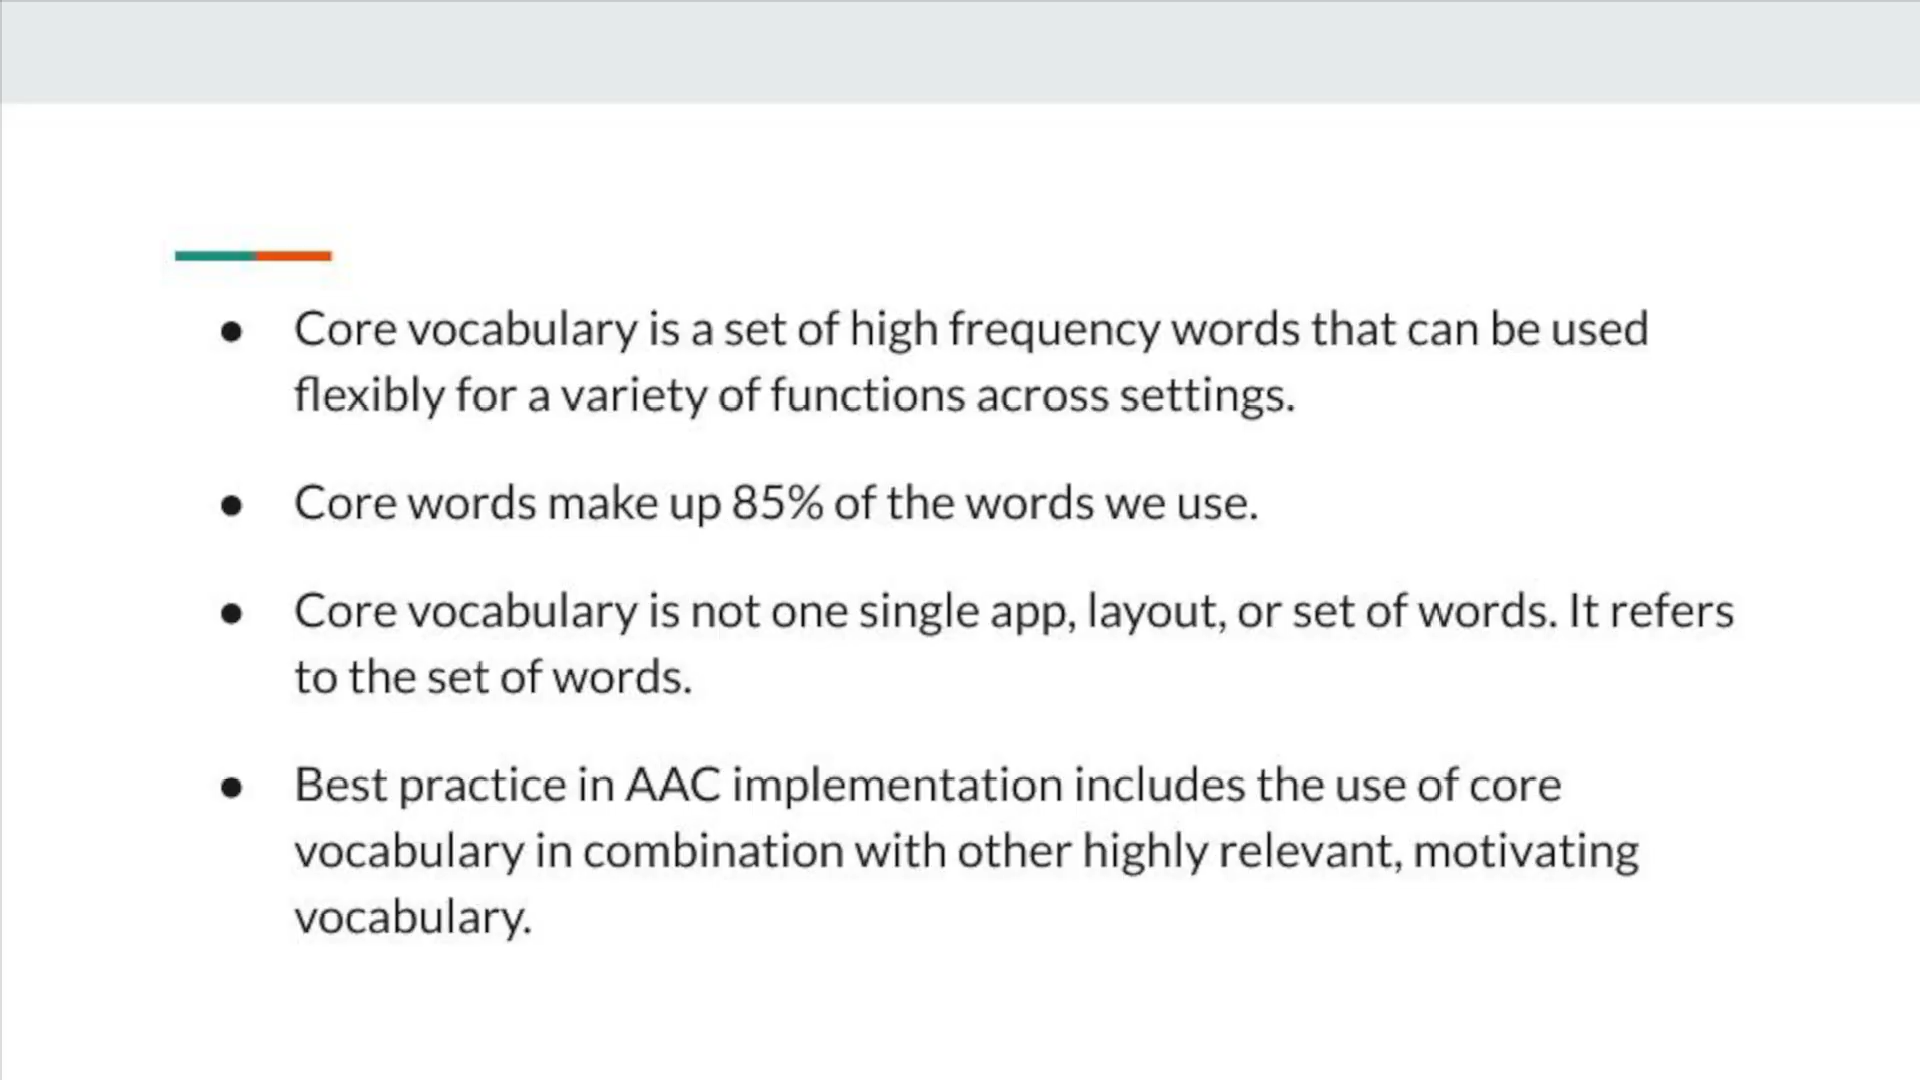 ● Core vocabulary is a set of high frequency words that can be used
flexibly for a variety of functions across settings.
● Core words make up 85% of the words we use.
● Core vocabulary is not one single app, layout, or set of words. It refers
to the set of words.
● Best practice in AAC implementation includes the use of core
vocabulary in combination with other highly relevant, motivating
vocabulary.